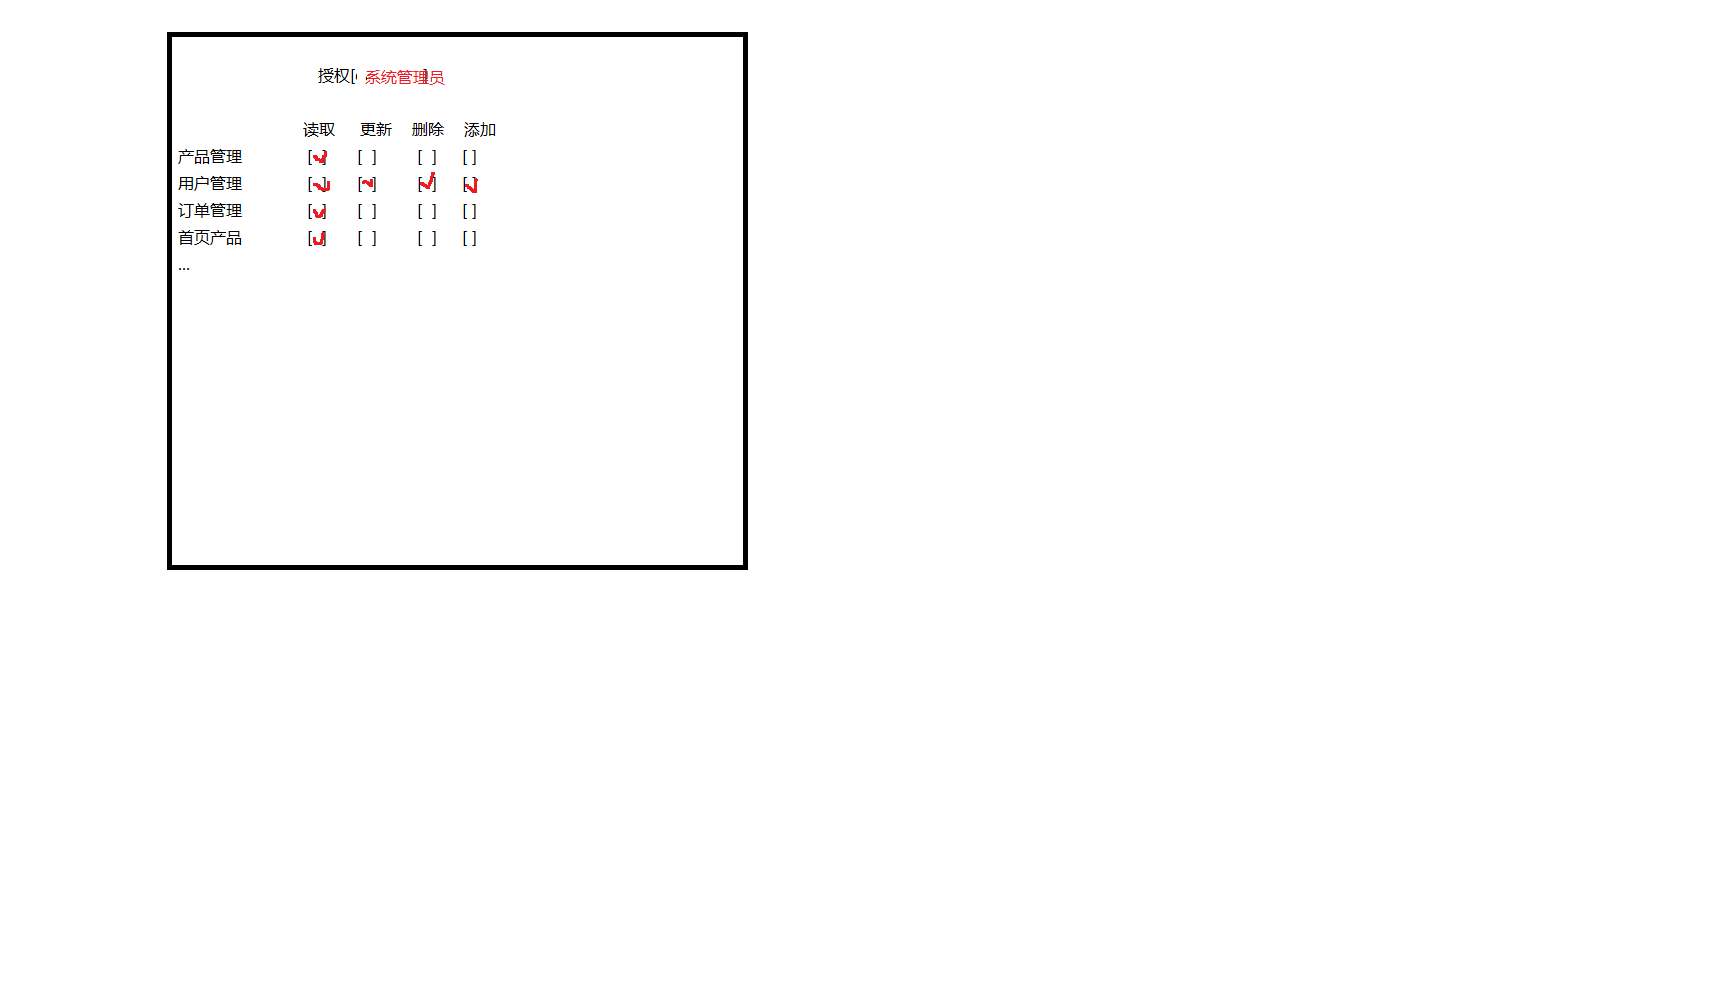 授权[ 系统管理员]
读取 更新 删除 添加
产品管理 [✓] [ ] [ ] [ ]
用户管理 [✓] [✓] [✓] [✓]
订单管理 [✓] [ ] [ ] [ ]
首页产品 [✓] [ ] [ ] [ ]
...